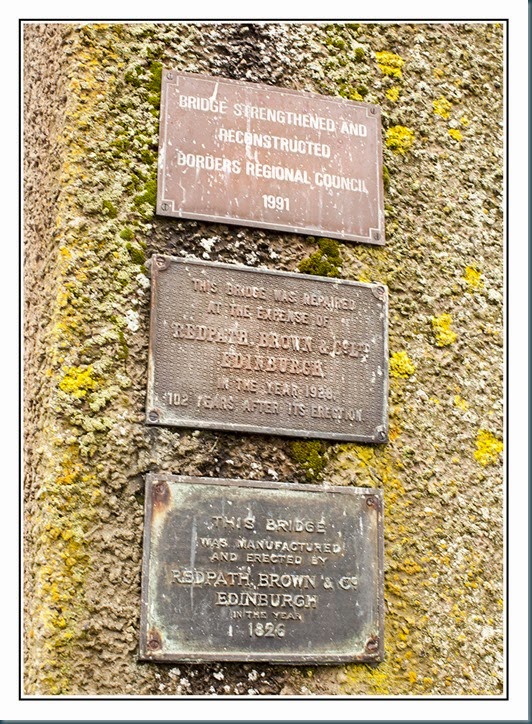 BRIDGE STRENGTHENED AND
RECONSTRUCTED
BORDERS REGIONAL COUNCIL
1991
THIS BRIDGE WAS REPAIRED
AT THE EXPENSE OF
REDPATH, BROWN & Co LTD
EDINBURGH
IN THE YEAR 1928.
102 YEARS AFTER ITS ERECTION.
THIS BRIDGE
WAS MANUFACTURED
AND ERECTED BY
REDPATH, BROWN & Co
EDINBURGH
IN THE YEAR
1826